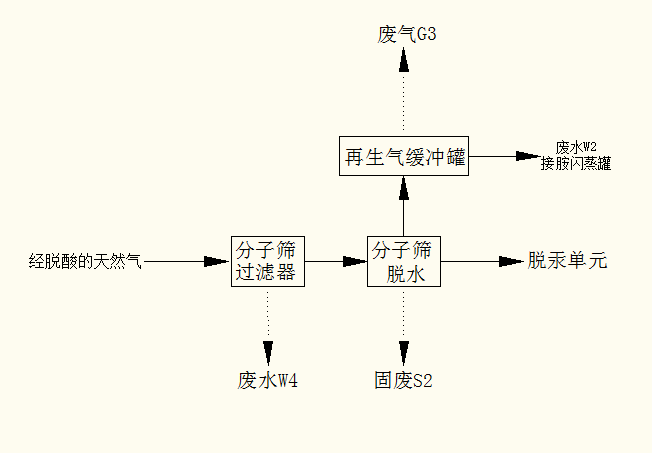 废气G3
再生气缓冲罐
废水W2
接胺闪蒸罐
经脱酸的天然气
分子筛
过滤器
分子筛
脱水
脱汞单元
废水W4
固废S2